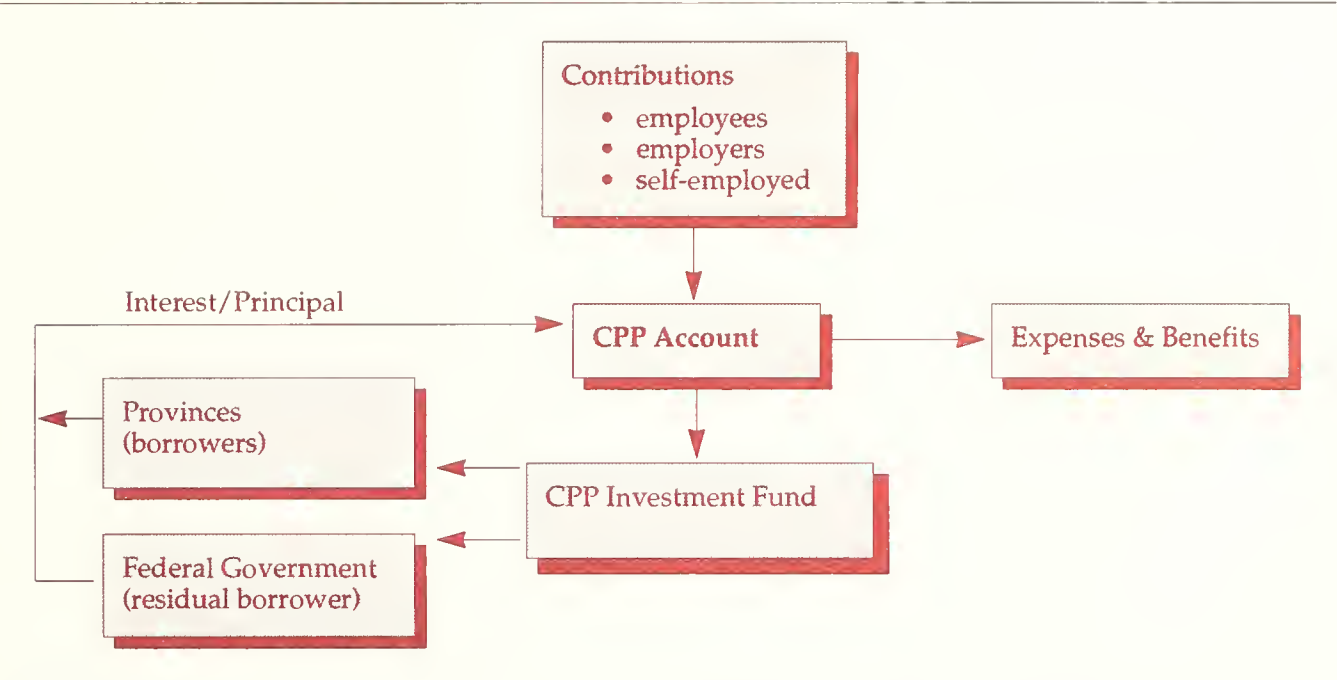 Contributions
• employees
• employers
• self-employed
Interest/Principal
CPP Account
Expenses & Benefits
Provinces
(borrowers)
CPP Investment Fund
Federal Government
(residual borrower)